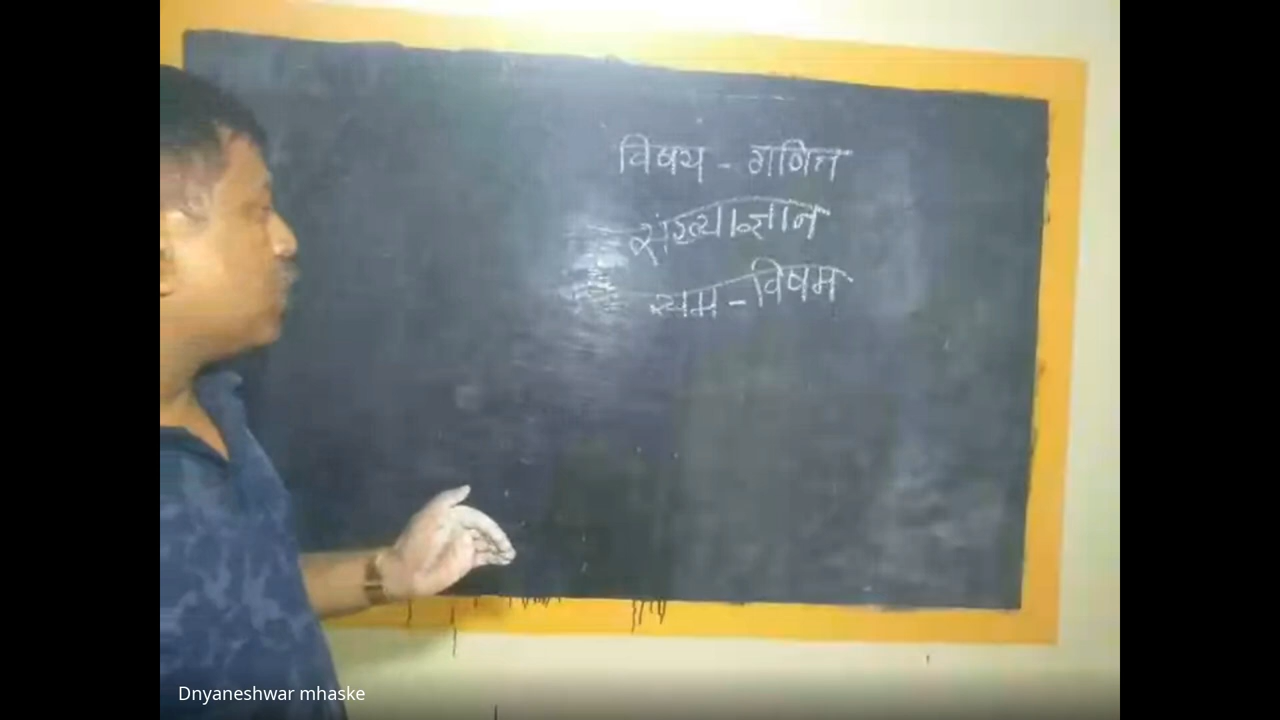 विषय - गणित
संख्याज्ञान
सम - विषम
Dnyaneshwar mhaske